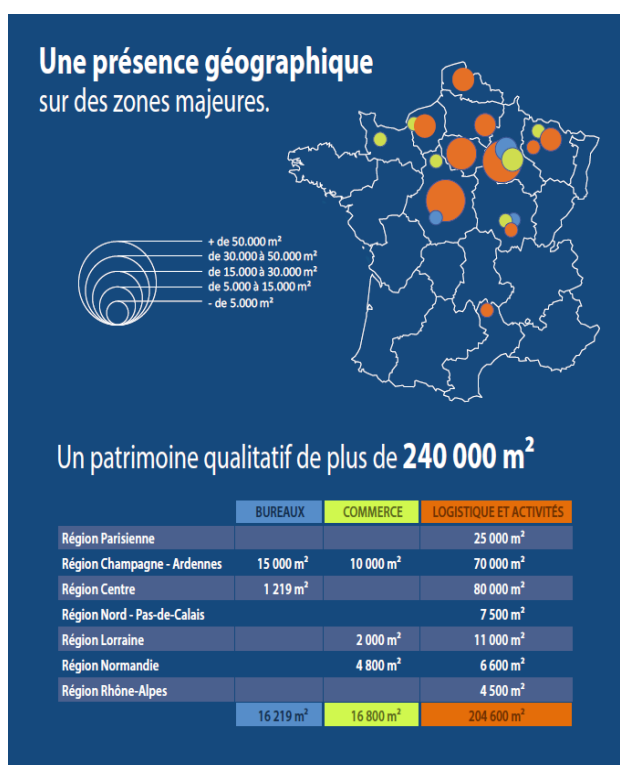 Une présence géographique
sur des zones majeures.
+ de 50.000 m²
de 30.000 à 50.000 m²
de 15.000 à 30.000 m²
de 5.000 à 15.000 m²
- de 5.000 m²
Un patrimoine qualitatif de plus de 240 000 m²
BUREAUX COMMERCE LOGISTIQUE ET ACTIVITÉS
Région Parisienne 25 000 m²
Région Champagne - Ardennes 15 000 m² 10 000 m² 70 000 m²
Région Centre 1 219 m² 80 000 m²
Région Nord - Pas-de-Calais 7 500 m²
Région Lorraine 2 000 m² 11 000 m²
Région Normandie 4 800 m² 6 600 m²
Région Rhône-Alpes 4 500 m²
16 219 m² 16 800 m² 204 600 m²